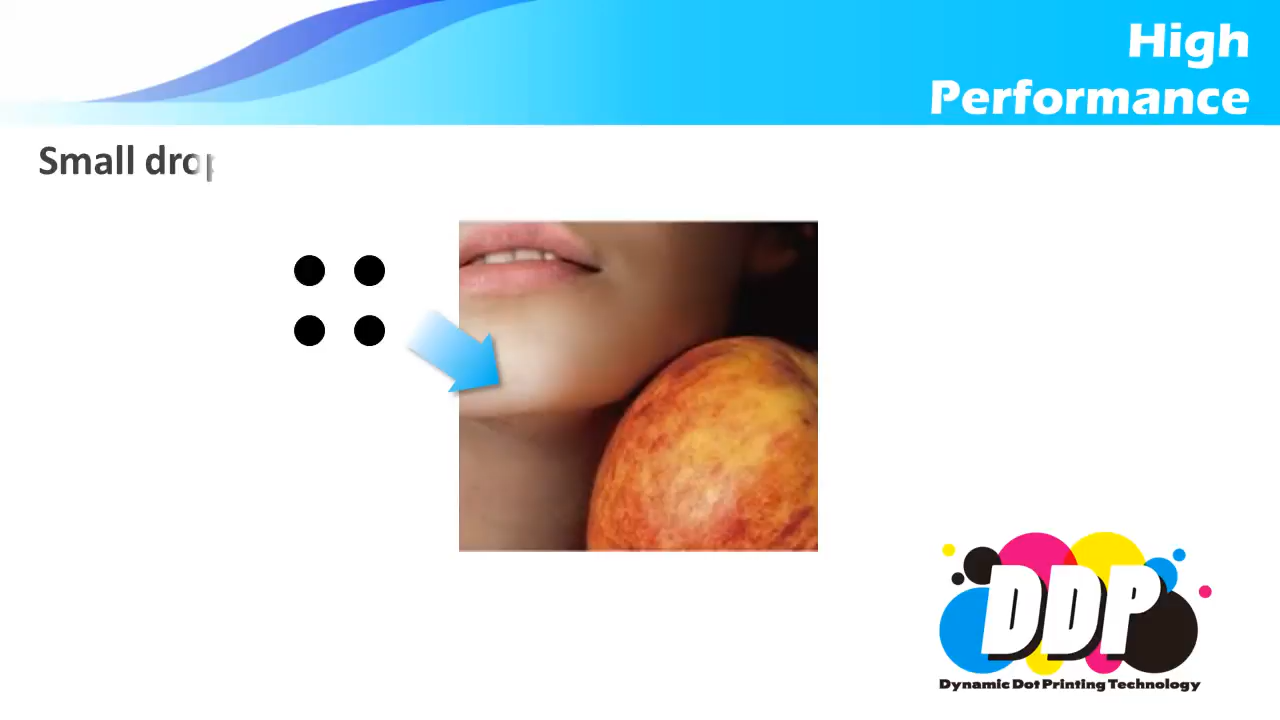 High
Performance
Small drop
DDP
Dynamic Dot Printing Technology